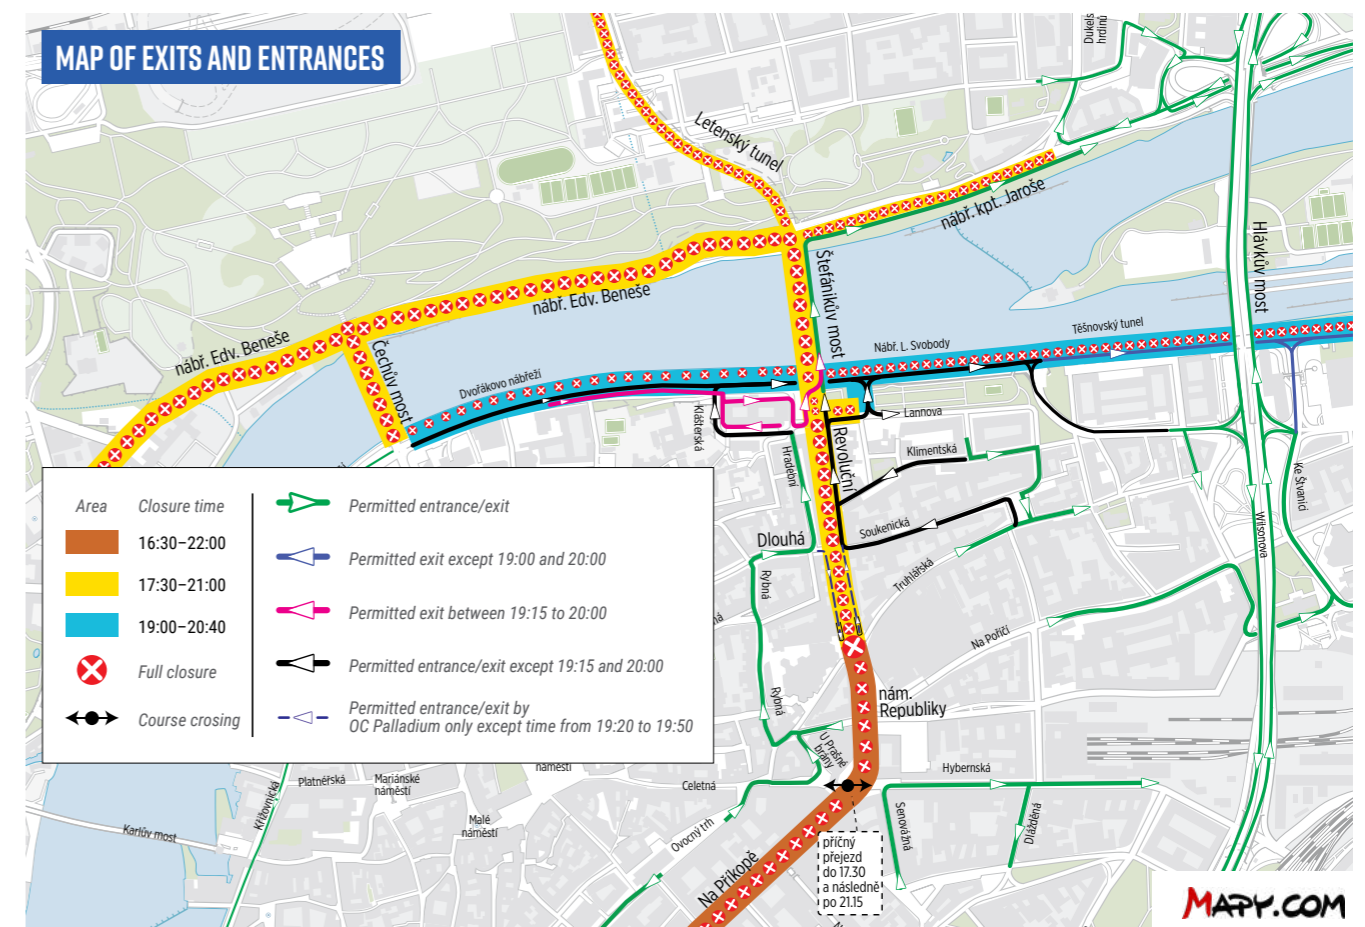 MAP OF EXITS AND ENTRANCES
Dukels
hrdinů
Letenský tunel
nábř. kpt. Jaroše
Hlávkův most
Štefánikův most
nábř. Edv. Beneše
nábř. Edv. Beneše
Čechův most
Těšnovský tunel
Nábř. L. Svobody
Dvořákovo nábřeží
Klášterská
Lannova
Revoluční
Hradební
Klimentská
Ke Štvanici
Soukenická
Wilsonova
Dlouhá
Truhlářská
Rybná
Na Poříčí
Rybná
nám.
Republiky
U Prašné
brány
Hybernská
Celetná
Senovážná
Dlážděná
Ovocný trh
Na Příkopě
příčný
přejezd
do 17.30
a následně
po 21.15
Area Closure time
16:30–22:00
17:30–21:00
19:00–20:40
Full closure
Course crosing
Permitted entrance/exit
Permitted exit except 19:00 and 20:00
Permitted exit between 19:15 to 20:00
Permitted entrance/exit except 19:15 and 20:00
Permitted entrance/exit by
OC Palladium only except time from 19:20 to 19:50
náměstí
Platnéřská
Mariánské
náměstí
Křižovnická
Malé
náměstí
Karlův most
MAPY.COM